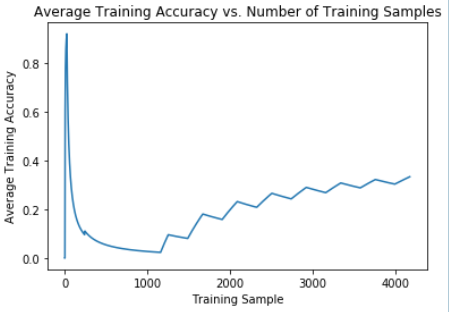 Average Training Accuracy vs. Number of Training Samples
Average Training Accuracy
0.8
0.6
0.4
0.2
0.0
0 1000 2000 3000 4000
Training Sample